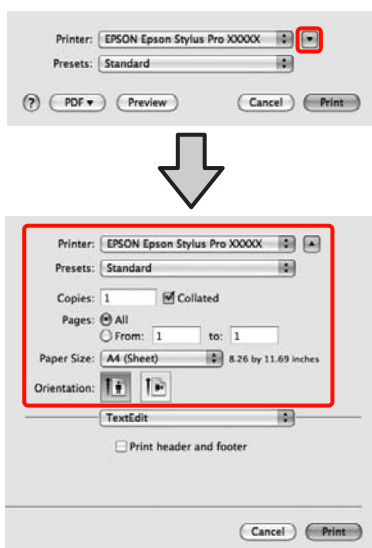 Printer: EPSON Epson Stylus Pro XXXXX
Presets: Standard
? PDF▼ Preview Cancel Print
Printer: EPSON Epson Stylus Pro XXXXX
Presets: Standard
Copies: 1 Collated
Pages: All
From: 1 to: 1
Paper Size: A4 (Sheet) 8.26 by 11.69 inches
Orientation:
TextEdit
Print header and footer
Cancel Print